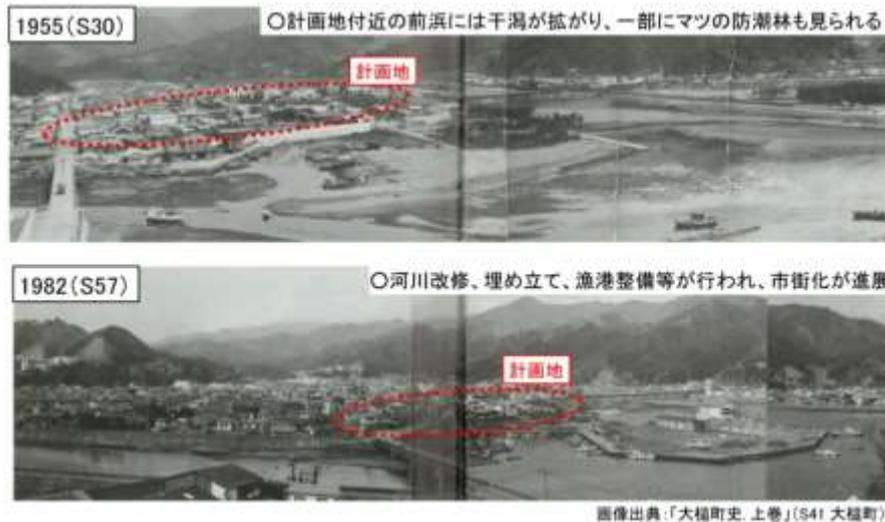 1955(S30)
○計画地付近の前浜には干潟が拡がり、一部にマツの防潮林も見られる
計画地
1982(S57)
○河川改修、埋め立て、漁港整備等が行われ、市街化が進展
計画地
画像出典:「大槌町史.上巻」(S41 大槌町)